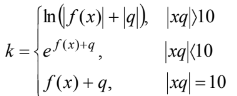 ln(|f(x)|+|q|), |xq|⟩10
k = { e^{f(x)+q}, |xq|⟨10
f(x)+q, |xq|=10